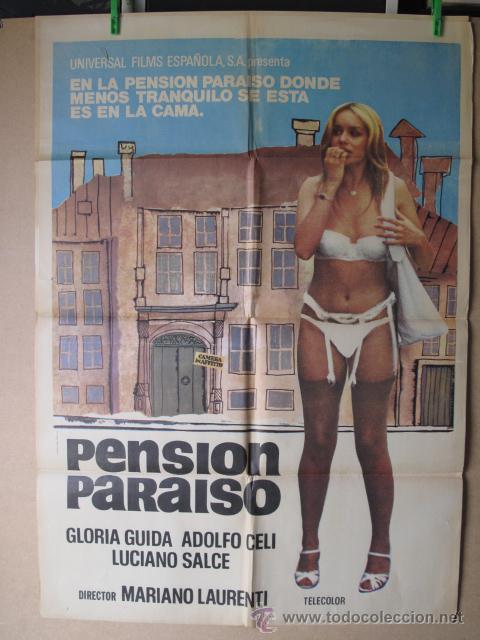 UNIVERSAL FILMS ESPAÑOLA, S.A. presenta
EN LA PENSION PARAISO DONDE
MENOS TRANQUILO SE ESTA
ES EN LA CAMA.
CAMERA
D'AFFITTO
PENSION
PARAISO
GLORIA GUIDA ADOLFO CELI
LUCIANO SALCE
DIRECTOR MARIANO LAURENTI
TELECOLOR
www.todocoleccion.net